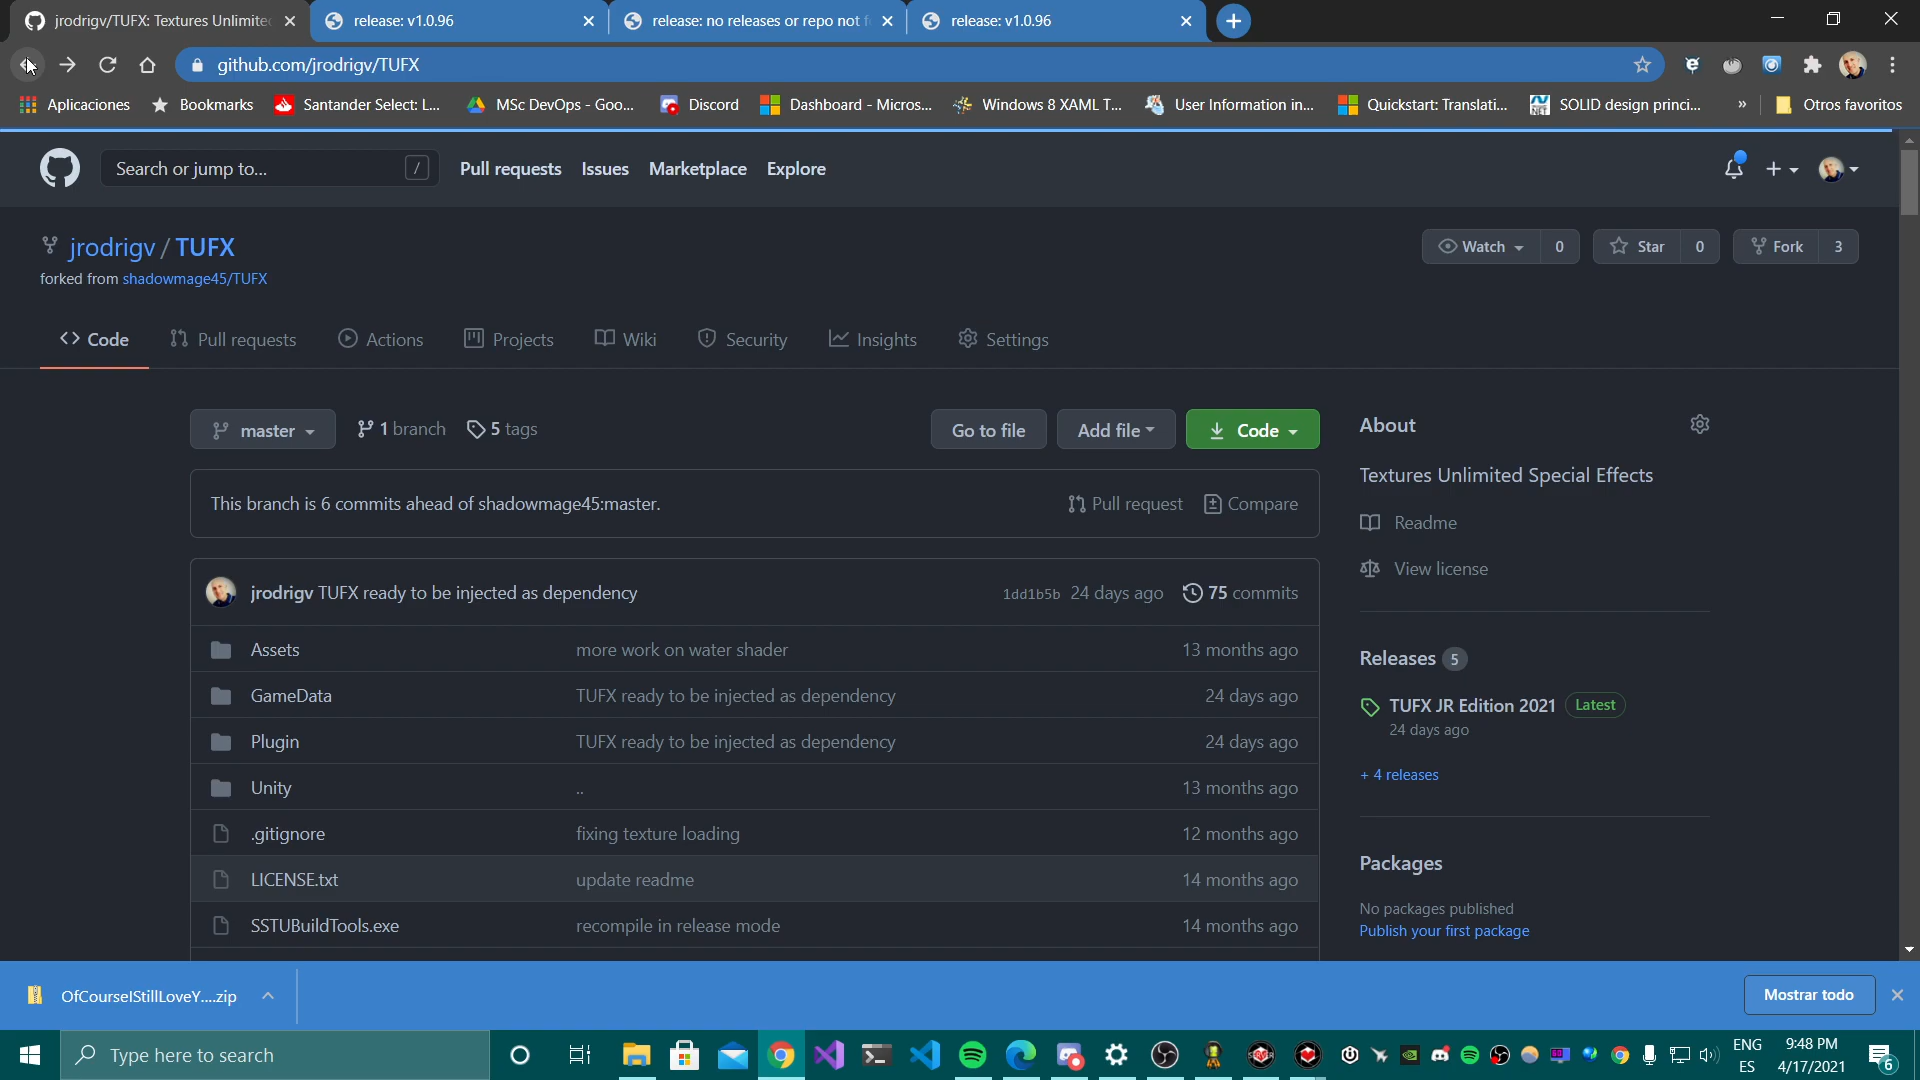 jrodrigv/TUFX: Textures Unlimite
release: v1.0.96
release: no releases or repo not f
release: v1.0.96
github.com/jrodrigv/TUFX
Aplicaciones
Bookmarks
Santander Select: L...
MSc DevOps - Goo...
Discord
Dashboard - Micros...
Windows 8 XAML T...
User Information in...
Quickstart: Translati...
SOLID design princi...
»
Otros favoritos
Search or jump to...
/
Pull requests
Issues
Marketplace
Explore
jrodrigv / TUFX
forked from shadowmage45/TUFX
Watch 0
Star 0
Fork 3
Code
Pull requests
Actions
Projects
Wiki
Security
Insights
Settings
master
1 branch
5 tags
Go to file
Add file
Code
This branch is 6 commits ahead of shadowmage45:master.
Pull request
Compare
jrodrigv TUFX ready to be injected as dependency
1dd1b5b 24 days ago
75 commits
Assets more work on water shader 13 months ago
GameData TUFX ready to be injected as dependency 24 days ago
Plugin TUFX ready to be injected as dependency 24 days ago
Unity .. 13 months ago
.gitignore fixing texture loading 12 months ago
LICENSE.txt update readme 14 months ago
SSTUBuildTools.exe recompile in release mode 14 months ago
About
Textures Unlimited Special Effects
Readme
View license
Releases 5
TUFX JR Edition 2021 Latest
24 days ago
+ 4 releases
Packages
No packages published
Publish your first package
OfCourseIStillLoveY....zip
Mostrar todo
Type here to search
ENG
ES
9:48 PM
4/17/2021
6